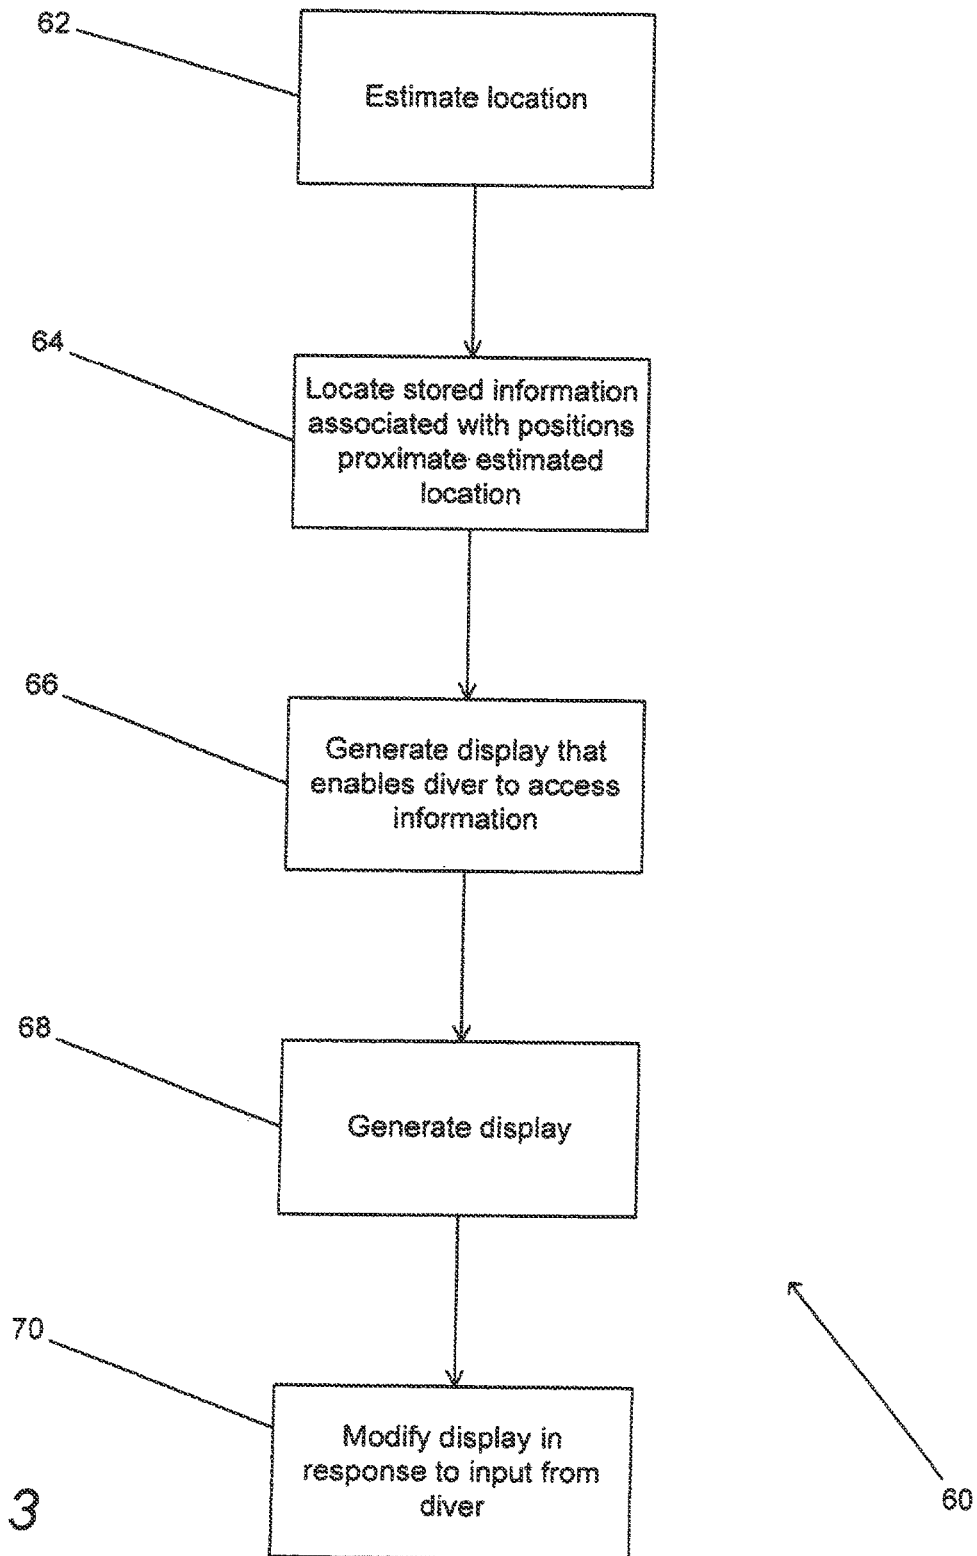 62
Estimate location
64
Locate stored information
associated with positions
proximate estimated
location
66
Generate display that
enables diver to access
information
68
Generate display
70
Modify display in
response to input from
diver
60
3